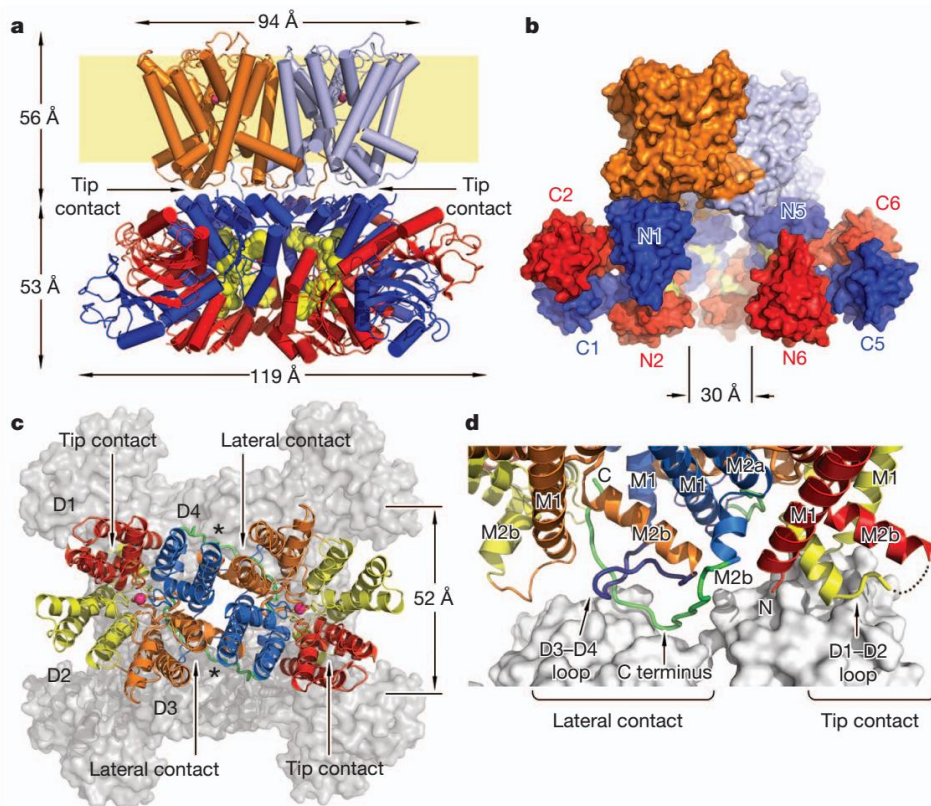 a
94 Å
56 Å
Tip
contact
Tip
contact
53 Å
119 Å
b
C2
N1
N5
C6
C1
N2
N6
C5
30 Å
c
Tip contact
Lateral contact
D1
D4
*
52 Å
D2
D3
*
Lateral contact
Tip contact
d
C
M1
M2b
M1
M2b
M1
M2a
M2b
M1
M1
M2b
N
D3–D4
loop
C terminus
D1–D2
loop
Lateral contact
Tip contact